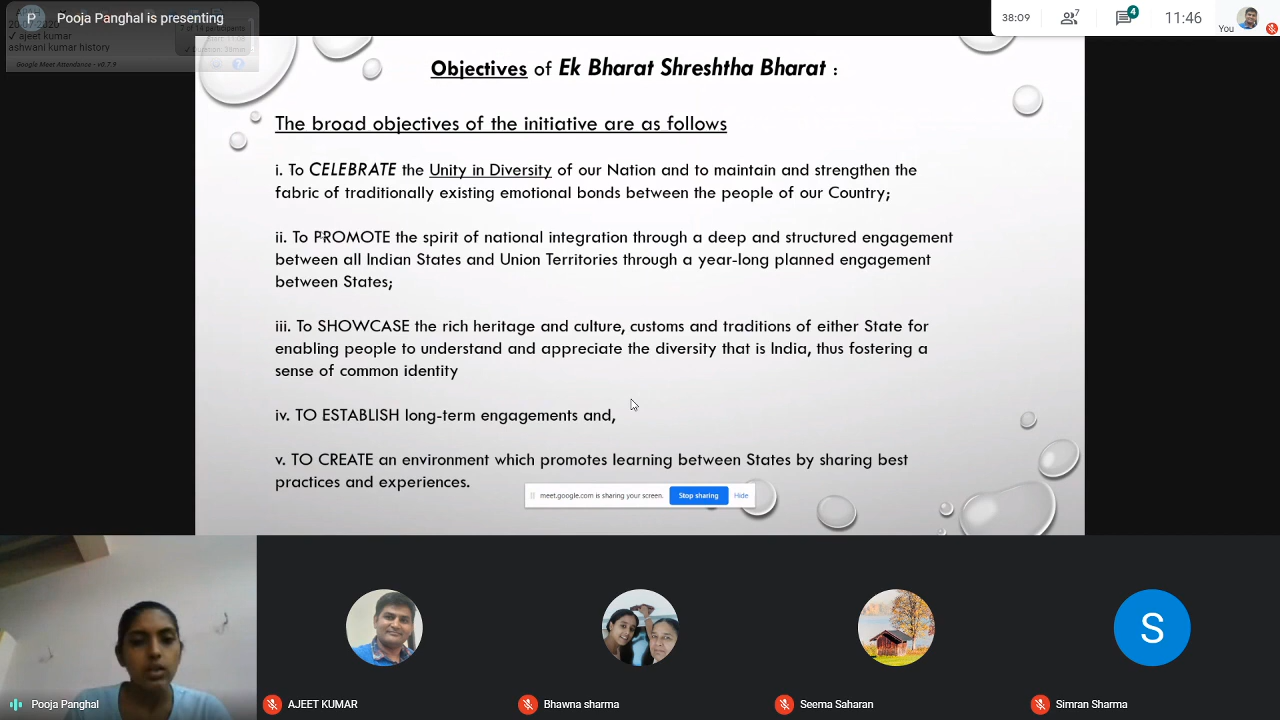 P
Pooja Panghal is presenting
✓ ajeet kumar
ashwani kumar history
Google Meet Attendance – v0.7.9
?
38:09
7
4
11:46
You
Objectives of Ek Bharat Shreshtha Bharat :
The broad objectives of the initiative are as follows
i. To CELEBRATE the Unity in Diversity of our Nation and to maintain and strengthen the
fabric of traditionally existing emotional bonds between the people of our Country;
ii. To PROMOTE the spirit of national integration through a deep and structured engagement
between all Indian States and Union Territories through a year-long planned engagement
between States;
iii. To SHOWCASE the rich heritage and culture, customs and traditions of either State for
enabling people to understand and appreciate the diversity that is India, thus fostering a
sense of common identity
iv. TO ESTABLISH long-term engagements and,
v. TO CREATE an environment which promotes learning between States by sharing best
practices and experiences.
meet.google.com is sharing your screen. Stop sharing Hide
S
Pooja Panghal
AJEET KUMAR
Bhawna sharma
Seema Saharan
Simran Sharma